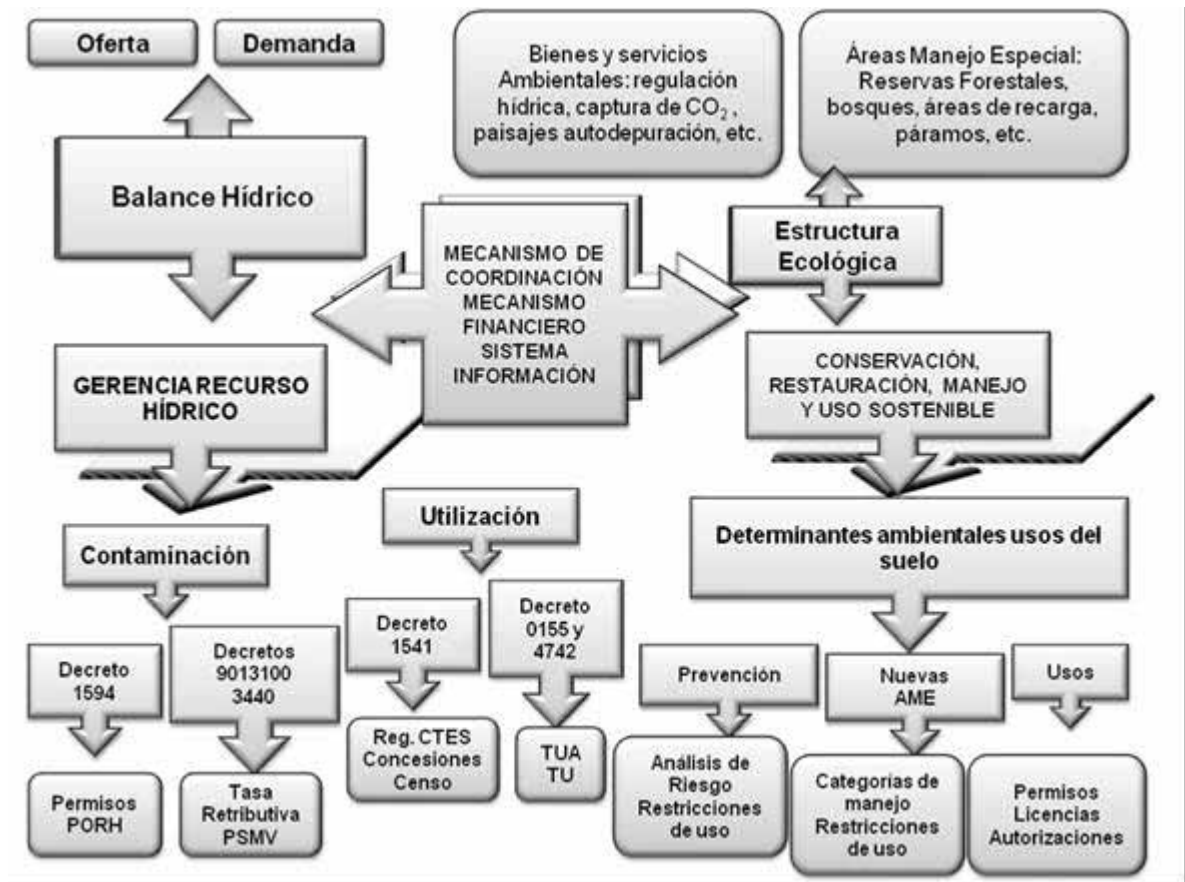 Oferta
Demanda
Bienes y servicios
Ambientales: regulación
hídrica, captura de CO2 ,
paisajes autodepuración, etc.
Áreas Manejo Especial:
Reservas Forestales,
bosques, áreas de recarga,
páramos, etc.
Balance Hídrico
MECANISMO DE
COORDINACIÓN
MECANISMO
FINANCIERO
SISTEMA
INFORMACIÓN
Estructura
Ecológica
GERENCIA RECURSO
HÍDRICO
CONSERVACIÓN,
RESTAURACIÓN, MANEJO
Y USO SOSTENIBLE
Contaminación
Utilización
Determinantes ambientales usos del
suelo
Decreto
1594
Decretos
9013100
3440
Decreto
1541
Decreto
0155 y
4742
Prevención
Nuevas
AME
Usos
Permisos
PORH
Tasa
Retributiva
PSMV
Reg. CTES
Concesiones
Censo
TUA
TU
Análisis de
Riesgo
Restricciones
de uso
Categorías de
manejo
Restricciones
de uso
Permisos
Licencias
Autorizaciones